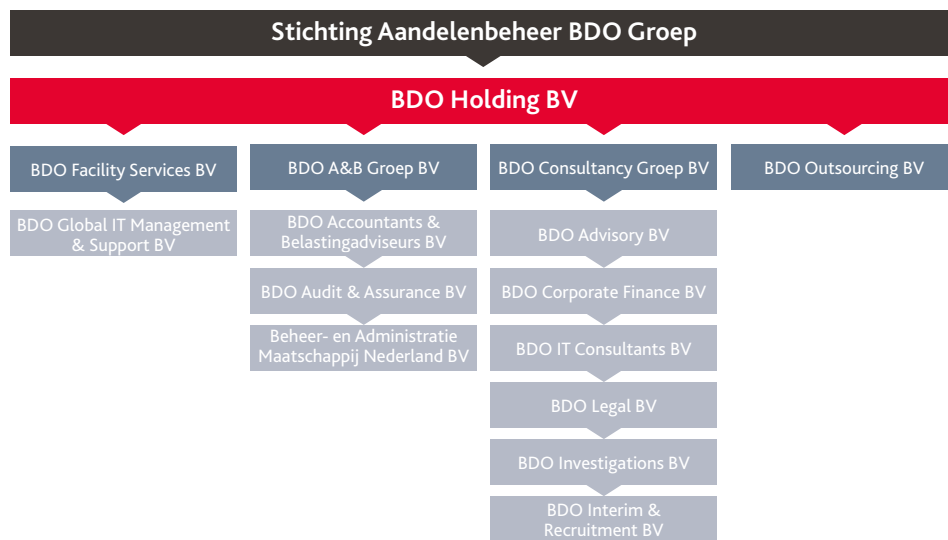 Stichting Aandelenbeheer BDO Groep
BDO Holding BV
BDO Facility Services BV
BDO Global IT Management
& Support BV
BDO A&B Groep BV
BDO Accountants &
Belastingadviseurs BV
BDO Audit & Assurance BV
Beheer- en Administratie
Maatschappij Nederland BV
BDO Consultancy Groep BV
BDO Advisory BV
BDO Corporate Finance BV
BDO IT Consultants BV
BDO Legal BV
BDO Investigations BV
BDO Interim &
Recruitment BV
BDO Outsourcing BV